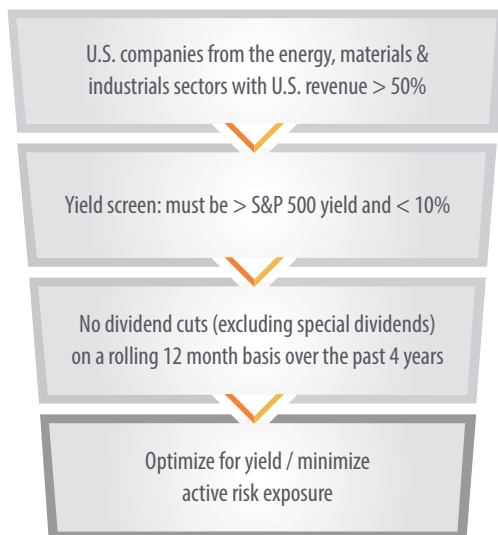 U.S. companies from the energy, materials &
industrials sectors with U.S. revenue > 50%
Yield screen: must be > S&P 500 yield and < 10%
No dividend cuts (excluding special dividends)
on a rolling 12 month basis over the past 4 years
Optimize for yield / minimize
active risk exposure